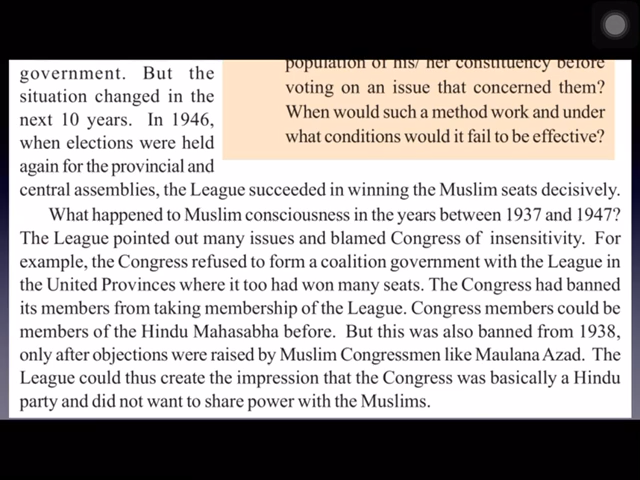 government. But the
situation changed in the
next 10 years. In 1946,
when elections were held
again for the provincial and
central assemblies, the League succeeded in winning the Muslim seats decisively.
population of his/ her constituency before
voting on an issue that concerned them?
When would such a method work and under
what conditions would it fail to be effective?
What happened to Muslim consciousness in the years between 1937 and 1947?
The League pointed out many issues and blamed Congress of insensitivity. For
example, the Congress refused to form a coalition government with the League in
the United Provinces where it too had won many seats. The Congress had banned
its members from taking membership of the League. Congress members could be
members of the Hindu Mahasabha before. But this was also banned from 1938,
only after objections were raised by Muslim Congressmen like Maulana Azad. The
League could thus create the impression that the Congress was basically a Hindu
party and did not want to share power with the Muslims.